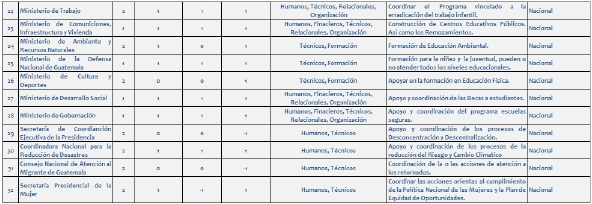 22 Ministerio de Trabajo 2 1 1 1 Humanos, Técnicos, Relacionales, Organización Coordinar el Programa vinculado a la erradicación del trabajo infantil. Nacional
23 Ministerio de Comunicaciones, Infraestructura y Vivienda 1 1 1 1 Humanos, Finacieros, Técnicos, Relacionales, Organización Construcción de Centros Educativos Públicos. Así como los Remozamientos. Nacional
24 Ministerio de Ambiente y Recursos Naturales 2 1 0 1 Técnicos, Formación Formación de Educación Ambiental. Nacional
25 Ministerio de la Defensa Nacional de Guatemala 1 1 1 1 Técnicos, Formación Formación para la niñez y la juventud, pueden o no atender todos los niveles educacionales. Nacional
26 Ministerio de Cultura y Deportes 2 0 0 1 Técnicos, Formación Apoyar en la formación en Educación Física. Nacional
27 Ministerio de Desarrollo Social 1 1 1 1 Humanos, Finacieros, Técnicos, Relacionales, Organización Apoyo y coordinación de las Becas a estudiantes. Nacional
28 Ministerio de Gobernación 1 1 1 1 Humanos, Finacieros, Técnicos, Relacionales, Organización Apoyo y coordinación del programa escuelas seguras. Nacional
29 Secretaría de Coordianción Ejecutiva de la Presidencia 2 0 0 -1 Humanos, Técnicos Apoyo y coordinación de los procesos de Desconcentración y Descentralización. Nacional
30 Coordinadora Nacional para la Reducción de Desastres 2 1 1 1 Humanos, Técnicos Apoyo y coordinación de los procesos de la reducción del Riesgo y Cambio Climatico Nacional
31 Consejo Nacional de Atención al Migrante de Guatemala 2 0 0 -1 Humanos, Técnicos Coordinación de la o las acciones de atención a los retornados. Nacional
32 Secretaría Presidencial de la Mujer 2 1 -1 1 Humanos, Técnicos Coordinar las acciones orientas al cumplimiento de la Política Nacional de las Mujeres y la Plan de Equidad de Oportunidades. Nacional